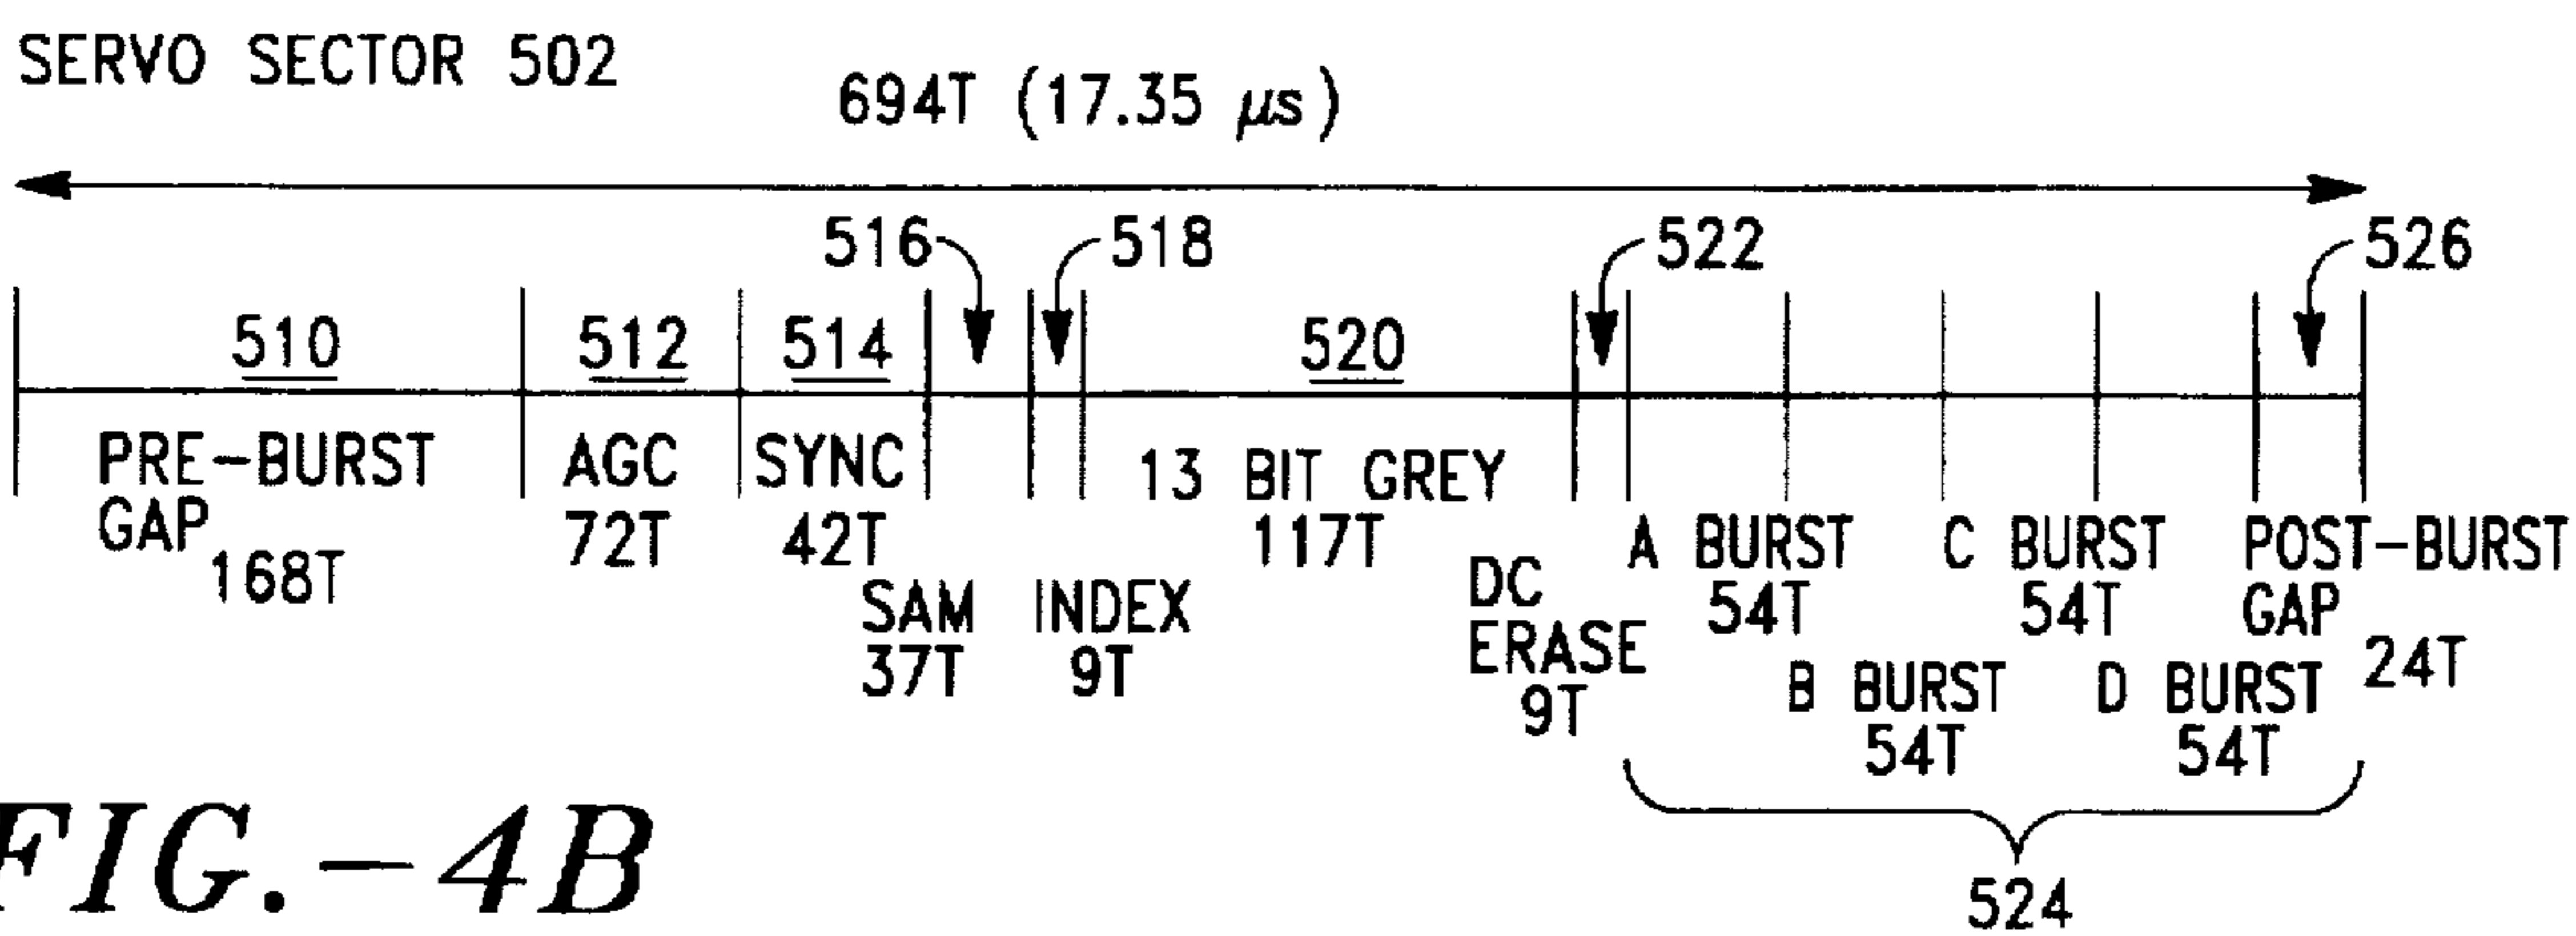 SERVO SECTOR 502
694T (17.35 µs)
516
518
522
526
510
512
514
520
PRE-BURST
GAP
168T
AGC
72T
SYNC
42T
SAM
37T
INDEX
9T
13 BIT GREY
117T
DC
ERASE
9T
A BURST
54T
B BURST
54T
C BURST
54T
D BURST
54T
POST-BURST
GAP
24T
524
FIG.-4B